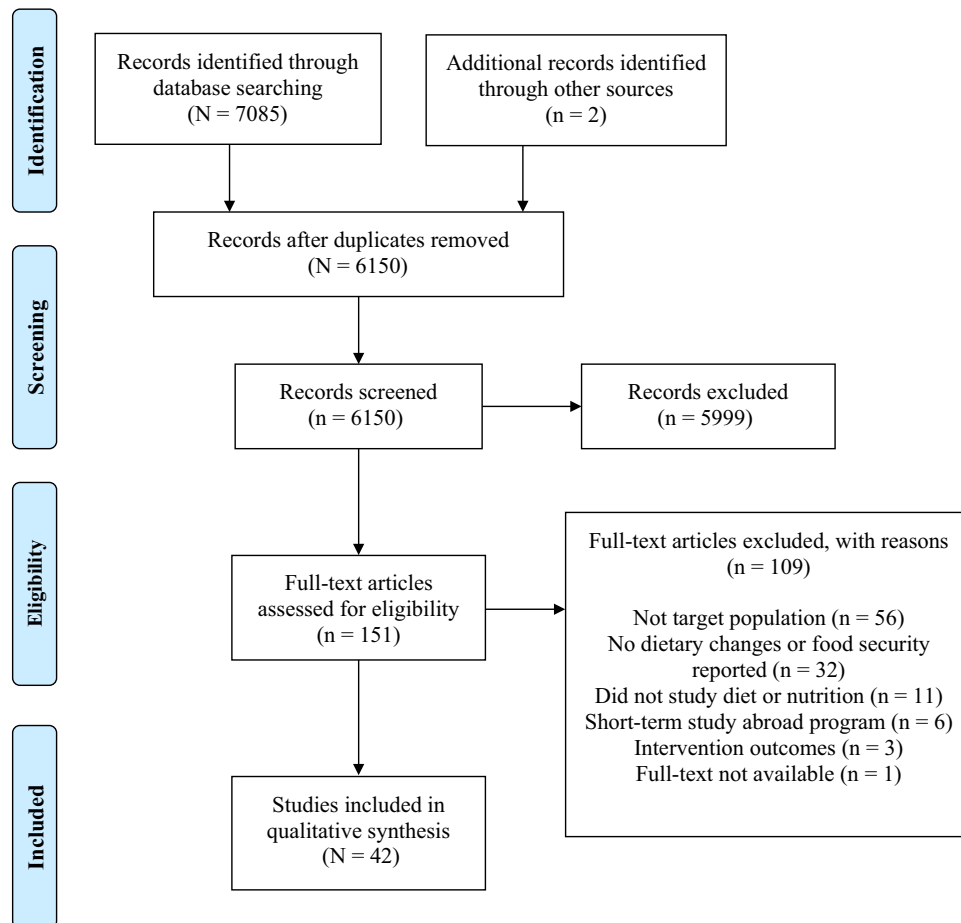 Identification
Records identified through
database searching
(N = 7085)
Additional records identified
through other sources
(n = 2)
Records after duplicates removed
(N = 6150)
Screening
Records screened
(n = 6150)
Records excluded
(n = 5999)
Eligibility
Full-text articles
assessed for eligibility
(n = 151)
Full-text articles excluded, with reasons
(n = 109)
Not target population (n = 56)
No dietary changes or food security
reported (n = 32)
Did not study diet or nutrition (n = 11)
Short-term study abroad program (n = 6)
Intervention outcomes (n = 3)
Full-text not available (n = 1)
Included
Studies included in
qualitative synthesis
(N = 42)